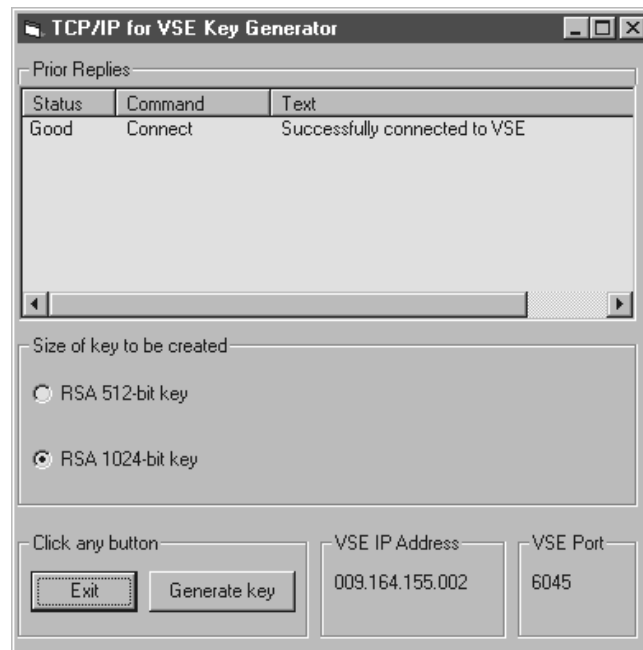 TCP/IP for VSE Key Generator
Prior Replies
Status Command Text
Good Connect Successfully connected to VSE
Size of key to be created
RSA 512-bit key
RSA 1024-bit key
Click any button
Exit Generate key
VSE IP Address
009.164.155.002
VSE Port
6045